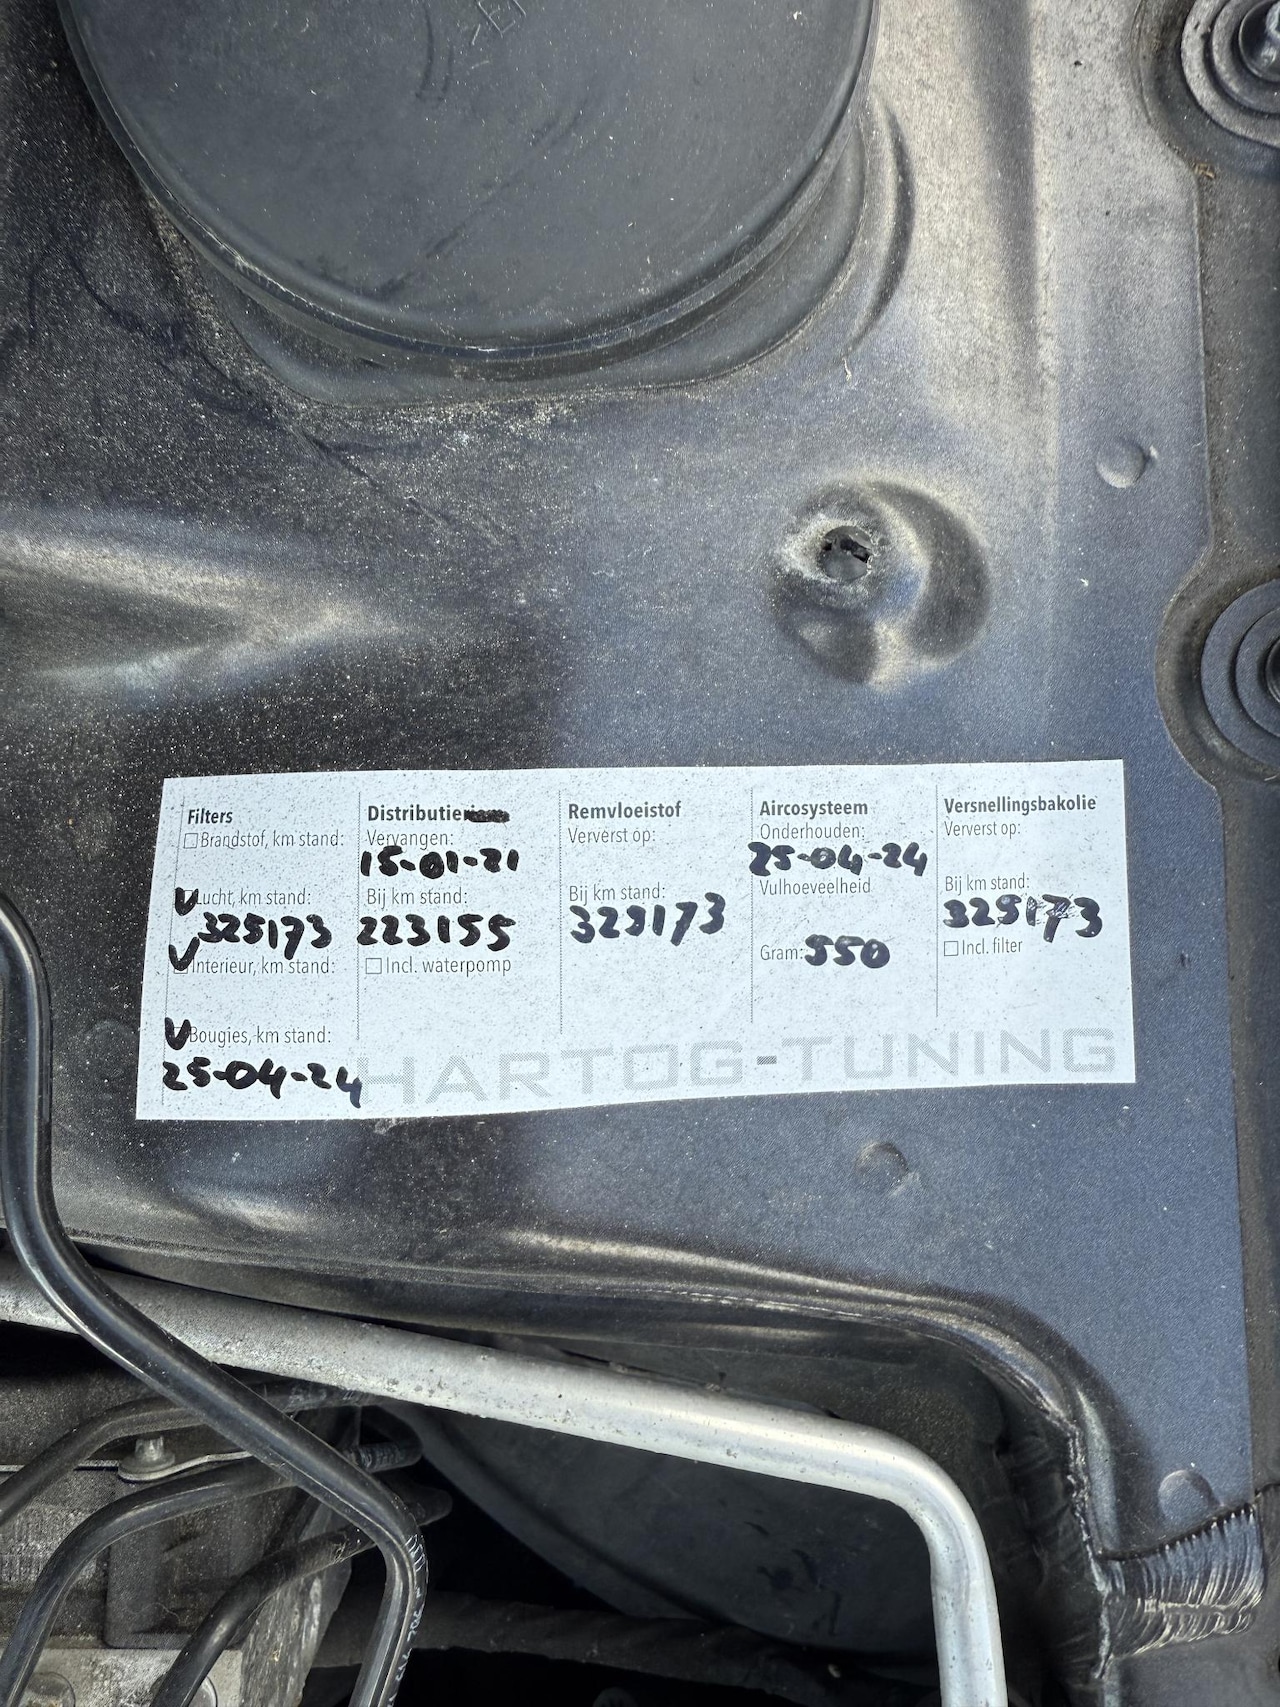 Filters
Brandstof, km stand:
Lucht, km stand:
325173
Interieur, km stand:
Bougies, km stand:
25-04-24
Distributie
Vervangen:
15-01-21
Bij km stand:
223155
Incl. waterpomp
Remvloeistof
Ververst op:
Bij km stand:
325173
Aircosysteem
Onderhouden:
25-04-24
Vulhoeveelheid
Gram: 550
Versnellingsbakolie
Ververst op:
Bij km stand:
325173
Incl. filter
HARTOG-TUNING